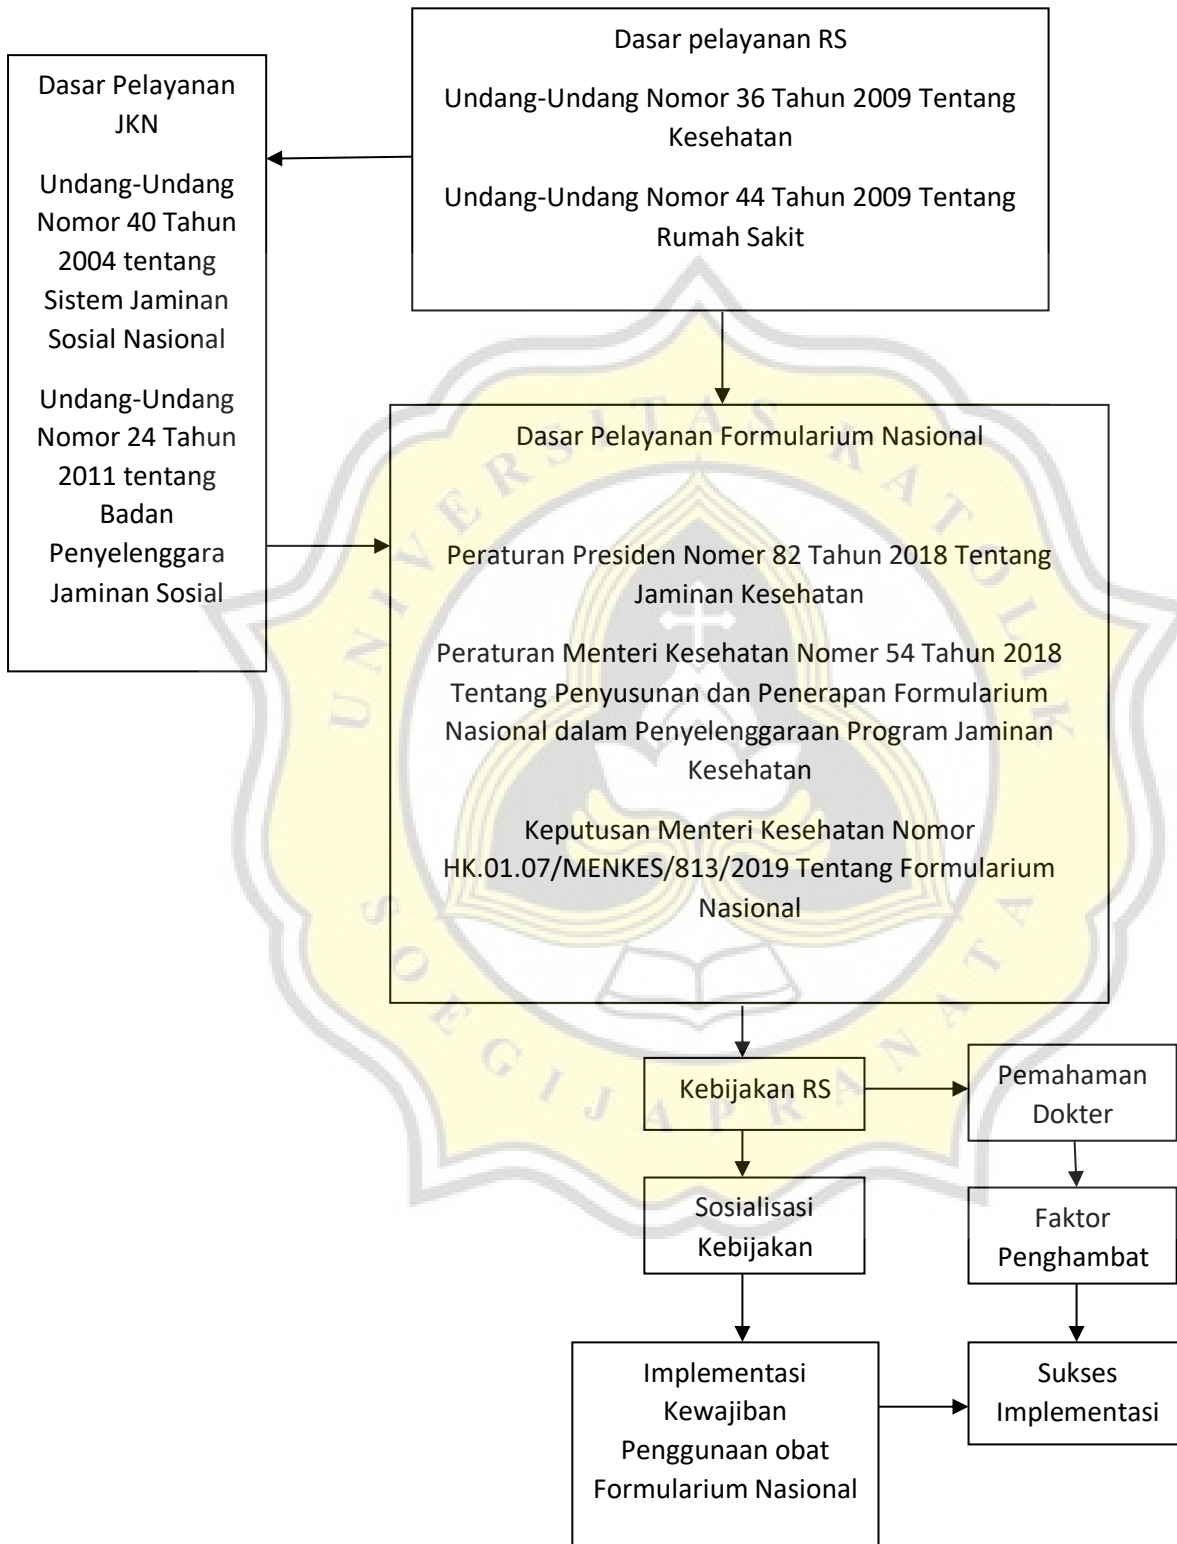 Dasar pelayanan RS
Undang-Undang Nomor 36 Tahun 2009 Tentang
Kesehatan
Undang-Undang Nomor 44 Tahun 2009 Tentang
Rumah Sakit
Dasar Pelayanan
JKN
Undang-Undang
Nomor 40 Tahun
2004 tentang
Sistem Jaminan
Sosial Nasional
Undang-Undang
Nomor 24 Tahun
2011 tentang
Badan
Penyelenggara
Jaminan Sosial
Dasar Pelayanan Formularium Nasional
Peraturan Presiden Nomer 82 Tahun 2018 Tentang
Jaminan Kesehatan
Peraturan Menteri Kesehatan Nomer 54 Tahun 2018
Tentang Penyusunan dan Penerapan Formularium
Nasional dalam Penyelenggaraan Program Jaminan
Kesehatan
Keputusan Menteri Kesehatan Nomor
HK.01.07/MENKES/813/2019 Tentang Formularium
Nasional
Kebijakan RS
Pemahaman
Dokter
Sosialisasi
Kebijakan
Faktor
Penghambat
Implementasi
Kewajiban
Penggunaan obat
Formularium Nasional
Sukses
Implementasi
UNIVERSITAS KATOLIK
SOEGIJAPRANATA